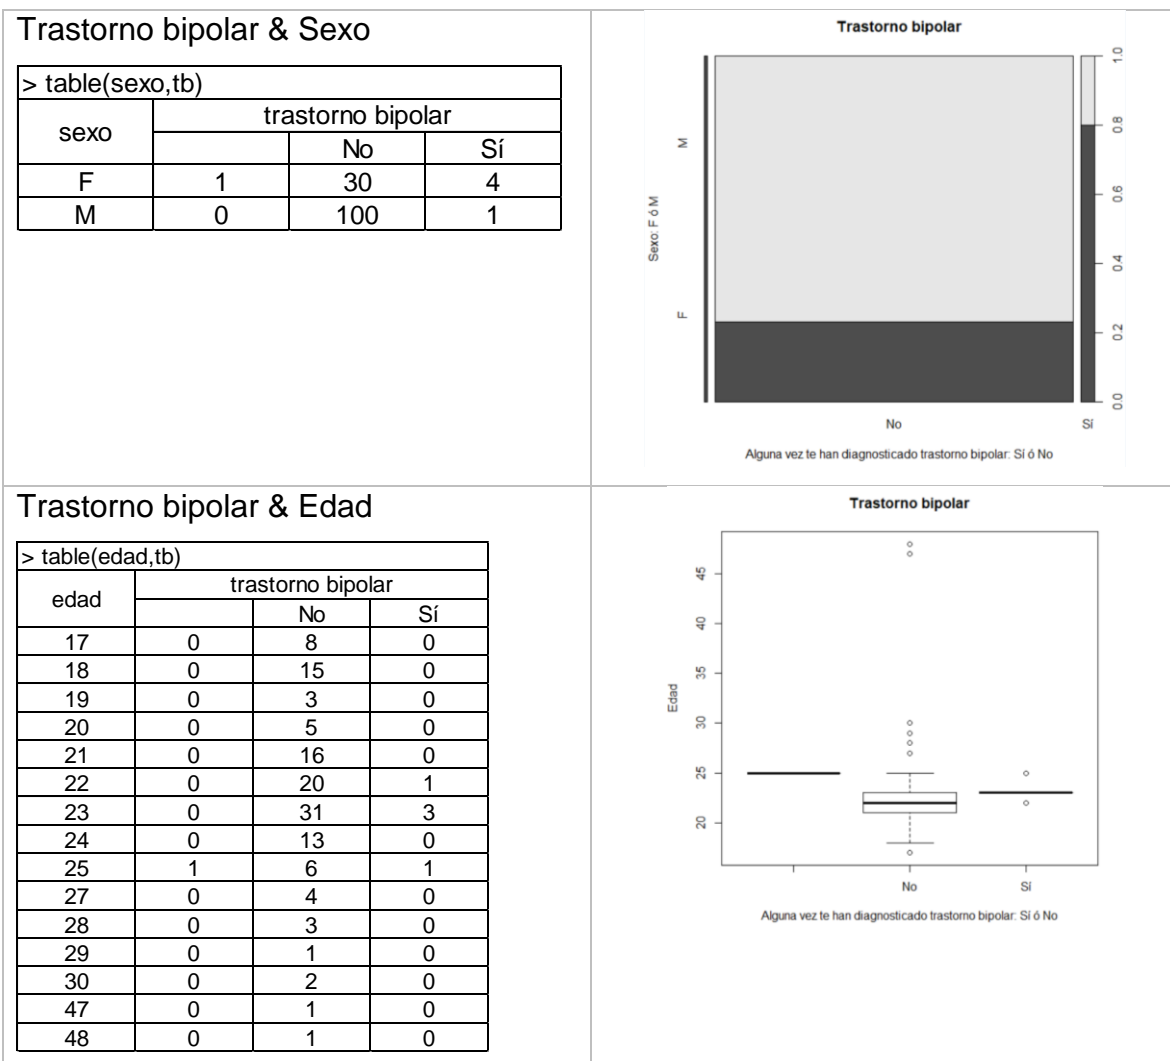 Trastorno bipolar & Sexo
> table(sexo,tb)
sexo trastorno bipolar
No Sí
F 1 30 4
M 0 100 1
Trastorno bipolar
Sexo: F ó M
M
F
0.0 0.2 0.4 0.6 0.8 1.0
No Sí
Alguna vez te han diagnosticado trastorno bipolar: Sí ó No
Trastorno bipolar & Edad
> table(edad,tb)
edad trastorno bipolar
No Sí
17 0 8 0
18 0 15 0
19 0 3 0
20 0 5 0
21 0 16 0
22 0 20 1
23 0 31 3
24 0 13 0
25 1 6 1
27 0 4 0
28 0 3 0
29 0 1 0
30 0 2 0
47 0 1 0
48 0 1 0
Trastorno bipolar
Edad
20 25 30 35 40 45
No Sí
Alguna vez te han diagnosticado trastorno bipolar: Sí ó No